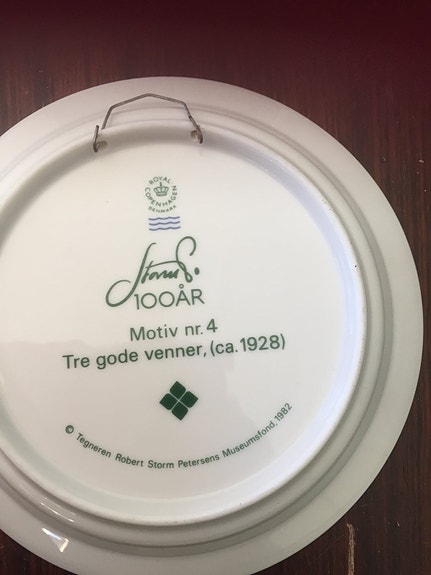 ROYAL
COPENHAGEN
DENMARK
Storm P.
100ÅR
Motiv nr. 4
Tre gode venner, (ca. 1928)
© Tegneren Robert Storm Petersens Museumsfond, 1982